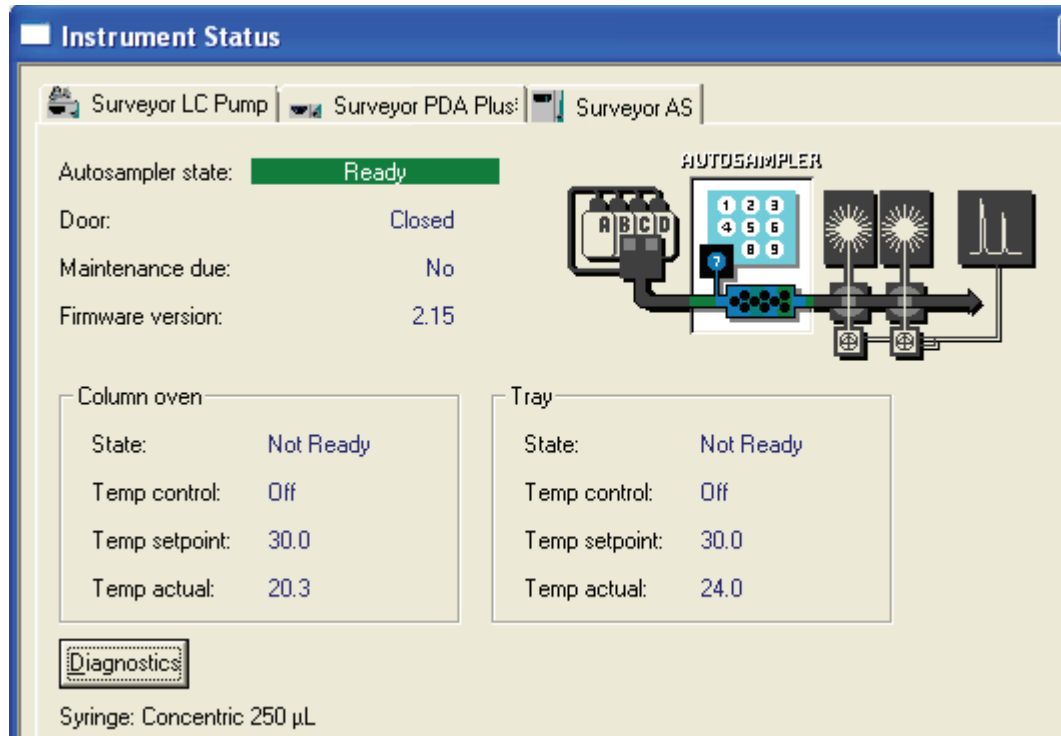 Instrument Status
Surveyor LC Pump Surveyor PDA Plus Surveyor AS
Autosampler state: Ready
Door: Closed
Maintenance due: No
Firmware version: 2.15
AUTOSAMPLER
1 2 3
A B C D 4 5 6
8 9
7
Column oven
State: Not Ready
Temp control: Off
Temp setpoint: 30.0
Temp actual: 20.3
Tray
State: Not Ready
Temp control: Off
Temp setpoint: 30.0
Temp actual: 24.0
Diagnostics
Syringe: Concentric 250 µL